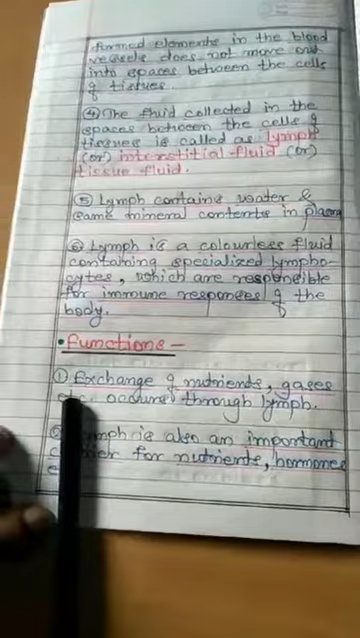 formed elements in the blood
vessels does not move out
into spaces between the cells
of tissues.
④ The fluid collected in the
spaces between the cells of
tissues is called as lymph
(or) interstitial fluid (or)
tissue fluid.
⑤ Lymph contains water &
same mineral contents in plasma
⑥ Lymph is a colourless fluid
containing specialized lympho-
cytes, which are responsible
for immune responses of the
body.
• Functions –
① Exchange of nutrients, gases
etc. occurs through lymph.
is also an important
for nutrients, hormones